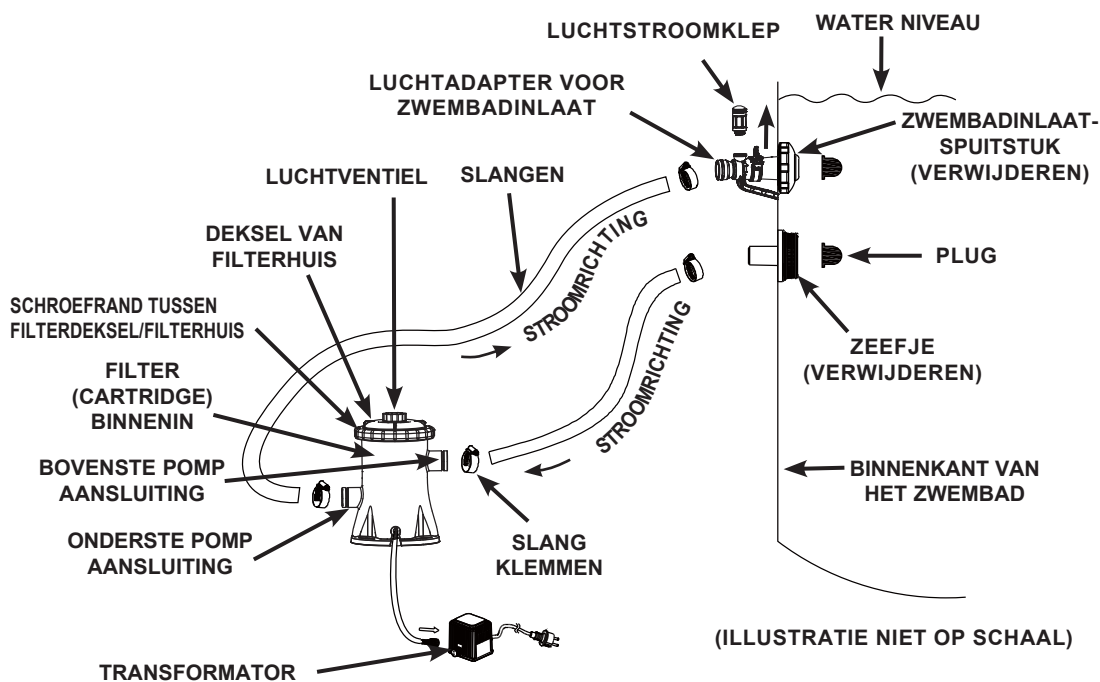 LUCHTSTROOMKLEP
WATER NIVEAU
LUCHTADAPTER VOOR
ZWEMBADINLAAT
ZWEMBADINLAAT-
SPUITSTUK
(VERWIJDEREN)
LUCHTVENTIEL
SLANGEN
STROOMRICHTING
DEKSEL VAN
FILTERHUIS
PLUG
SCHROEFRAND TUSSEN
FILTERDEKSEL/FILTERHUIS
STROOMRICHTING
ZEEFJE
(VERWIJDEREN)
FILTER
(CARTRIDGE)
BINNENIN
BOVENSTE POMP
AANSLUITING
BINNENKANT VAN
HET ZWEMBAD
ONDERSTE POMP
AANSLUITING
SLANG
KLEMMEN
(ILLUSTRATIE NIET OP SCHAAL)
TRANSFORMATOR